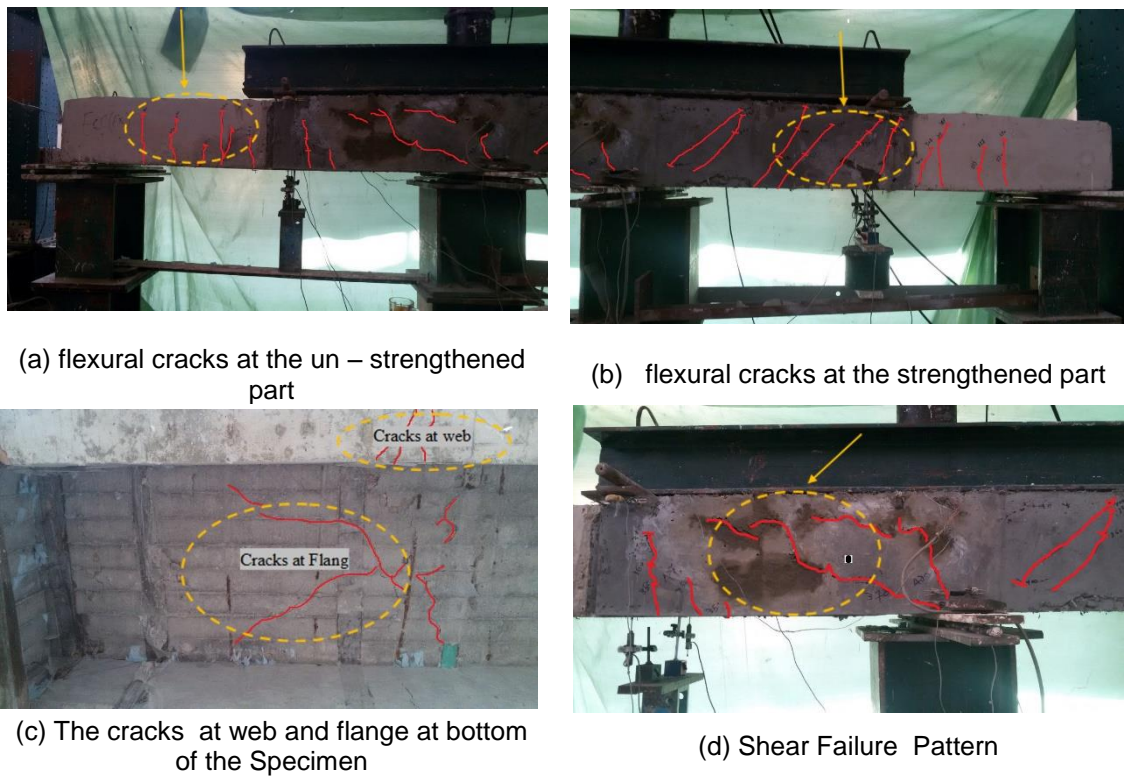 (a) flexural cracks at the un – strengthened
part
(b) flexural cracks at the strengthened part
Cracks at web
Cracks at Flang
(c) The cracks at web and flange at bottom
of the Specimen
(d) Shear Failure Pattern